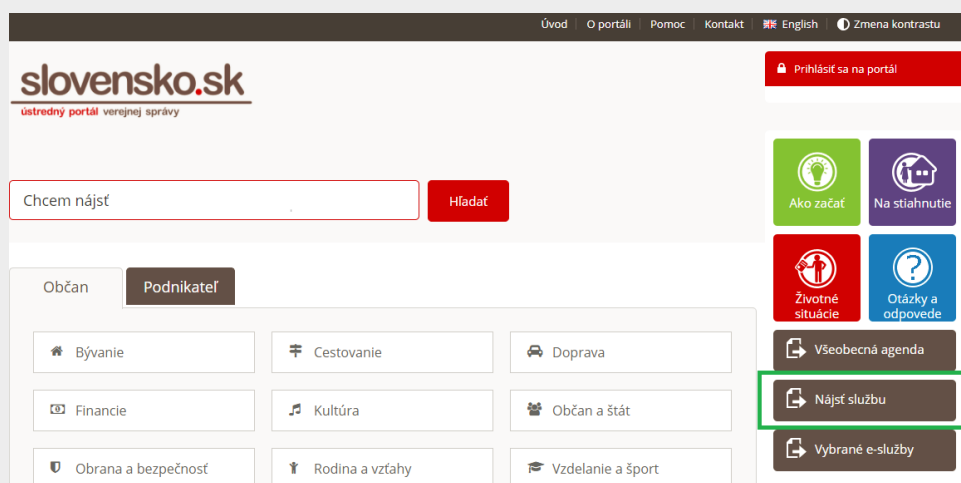 Úvod O portáli Pomoc Kontakt English Zmena kontrastu
slovensko.sk
ústredný portál verejnej správy
Prihlásiť sa na portál
Chcem nájsť
Hľadať
Ako začať
Na stiahnutie
Životné
situácie
Otázky a
odpovede
Občan
Podnikateľ
Bývanie
Cestovanie
Doprava
Financie
Kultúra
Občan a štát
Obrana a bezpečnosť
Rodina a vzťahy
Vzdelanie a šport
Všeobecná agenda
Nájsť službu
Vybrané e-služby